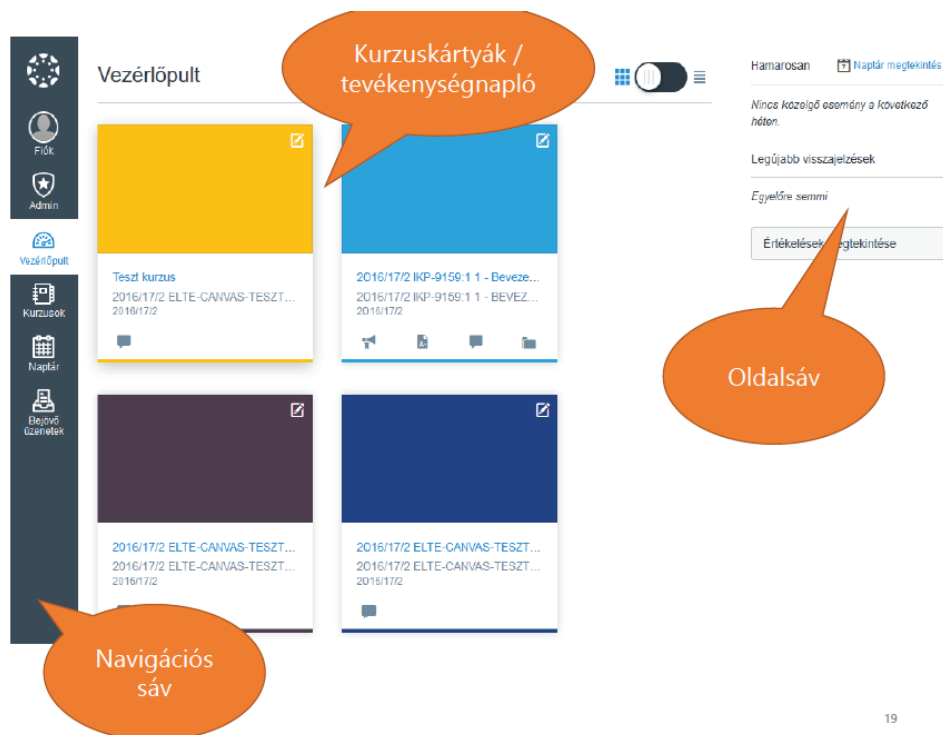 Kurzuskártyák /
tevékenységnapló
Vezérlőpult
Fiók
Admin
Vezérlőpult
Kurzusok
Naptár
Bejövő
üzenetek
Teszt kurzus
2016/17/2 ELTE-CANVAS-TESZT...
2016/17/2
2016/17/2 IKP-9159:1 1 - Beveze...
2016/17/2 IKP-9159:1 1 - BEVEZ...
2016/17/2
2016/17/2 ELTE-CANVAS-TESZT...
2016/17/2 ELTE-CANVAS-TESZT...
2016/17/2
2016/17/2 ELTE-CANVAS-TESZT...
2016/17/2 ELTE-CANVAS-TESZT...
2016/17/2
Hamarosan
Naptár megtekintés
Nincs közelgő esemény a következő
héten.
Legújabb visszajelzések
Egyelőre semmi
Értékelések megtekintése
Oldalsáv
Navigációs
sáv
19